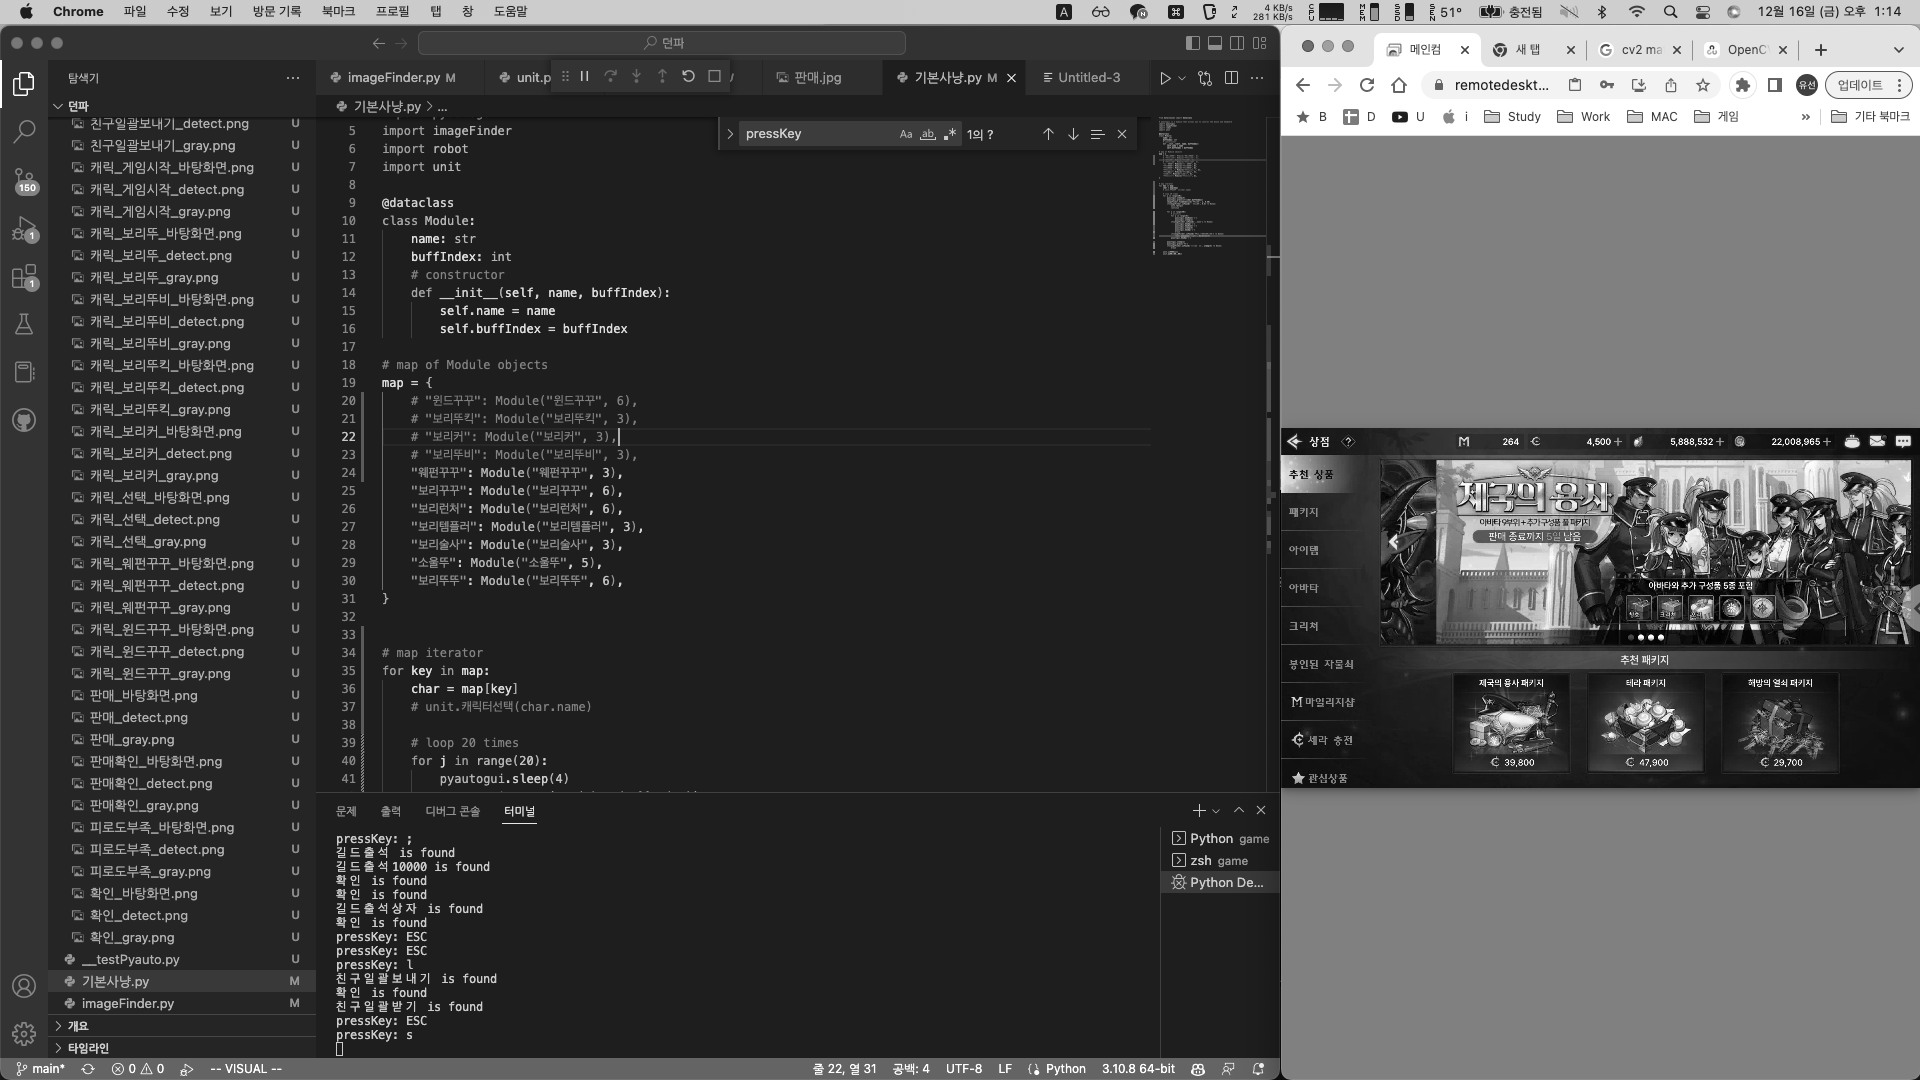 Chrome 파일 수정 보기 방문 기록 북마크 프로필 탭 창 도움말
4 KB/s
281 KB/s
51° 충전됨
12월 16일 (금) 오후 1:14
던파
탐색기
imageFinder.py M
unit.p
판매.jpg
기본사냥.py M
Untitled-3
던파
친구일괄보내기_detect.png U
친구일괄보내기_gray.png U
캐릭_게임시작_바탕화면.png U
캐릭_게임시작_detect.png U
캐릭_게임시작_gray.png U
캐릭_보리뚜_바탕화면.png U
캐릭_보리뚜_detect.png U
캐릭_보리뚜_gray.png U
캐릭_보리뚜비_바탕화면.png U
캐릭_보리뚜비_detect.png U
캐릭_보리뚜비_gray.png U
캐릭_보리뚜킥_바탕화면.png U
캐릭_보리뚜킥_detect.png U
캐릭_보리뚜킥_gray.png U
캐릭_보리커_바탕화면.png U
캐릭_보리커_detect.png U
캐릭_보리커_gray.png U
캐릭_선택_바탕화면.png U
캐릭_선택_detect.png U
캐릭_선택_gray.png U
캐릭_웨펀꾸꾸_바탕화면.png U
캐릭_웨펀꾸꾸_detect.png U
캐릭_웨펀꾸꾸_gray.png U
캐릭_윈드꾸꾸_바탕화면.png U
캐릭_윈드꾸꾸_detect.png U
캐릭_윈드꾸꾸_gray.png U
판매_바탕화면.png U
판매_detect.png U
판매_gray.png U
판매확인_바탕화면.png U
판매확인_detect.png U
판매확인_gray.png U
피로도부족_바탕화면.png U
피로도부족_detect.png U
피로도부족_gray.png U
확인_바탕화면.png U
확인_detect.png U
확인_gray.png U
__testPyauto.py U
기본사냥.py M
imageFinder.py M
개요
타임라인
150
1
1
기본사냥.py > ...
pressKey Aa ab 1의 ?
5 import imageFinder
6 import robot
7 import unit
8
9 @dataclass
10 class Module:
11 name: str
12 buffIndex: int
13 # constructor
14 def __init__(self, name, buffIndex):
15 self.name = name
16 self.buffIndex = buffIndex
17
18 # map of Module objects
19 map = {
20 # "윈드꾸꾸": Module("윈드꾸꾸", 6),
21 # "보리뚜킥": Module("보리뚜킥", 3),
22 # "보리커": Module("보리커", 3),
23 # "보리뚜비": Module("보리뚜비", 3),
24 "웨펀꾸꾸": Module("웨펀꾸꾸", 3),
25 "보리꾸꾸": Module("보리꾸꾸", 6),
26 "보리런처": Module("보리런처", 6),
27 "보리템플러": Module("보리템플러", 3),
28 "보리술사": Module("보리술사", 3),
29 "소울뚜": Module("소울뚜", 5),
30 "보리뚜뚜": Module("보리뚜뚜", 6),
31 }
32
33
34 # map iterator
35 for key in map:
36 char = map[key]
37 # unit.캐릭터선택(char.name)
38
39 # loop 20 times
40 for j in range(20):
41 pyautogui.sleep(4)
문제 출력 디버그 콘솔 터미널
pressKey: ;
길드출석 is found
길드출석10000 is found
확인 is found
확인 is found
길드출석상자 is found
확인 is found
pressKey: ESC
pressKey: ESC
pressKey: l
친구일괄보내기 is found
확인 is found
친구일괄받기 is found
pressKey: ESC
pressKey: s
Python game
zsh game
Python De...
main* 0 0 -- VISUAL --
줄 22, 열 31 공백: 4 UTF-8 LF Python 3.10.8 64-bit
메인컴
새 탭
cv2 ma
OpenC
remotedeskt...
유선
업데이트
B D U i Study Work MAC 게임 » 기타 북마크
상점
264 4,500 + 5,888,532 + 22,008,965 +
추천 상품
패키지
아이템
아바타
크리쳐
봉인된 자물쇠
마일리지샵
세라 충전
관심상품
제국의 용사
아바타 9부위 + 추가 구성품 풀 패키지
판매 종료까지 5일 남음
아바타와 추가 구성품 5종 포함
추천 패키지
제국의 용사 패키지
39,800
테라 패키지
47,900
해방의 열쇠 패키지
29,700